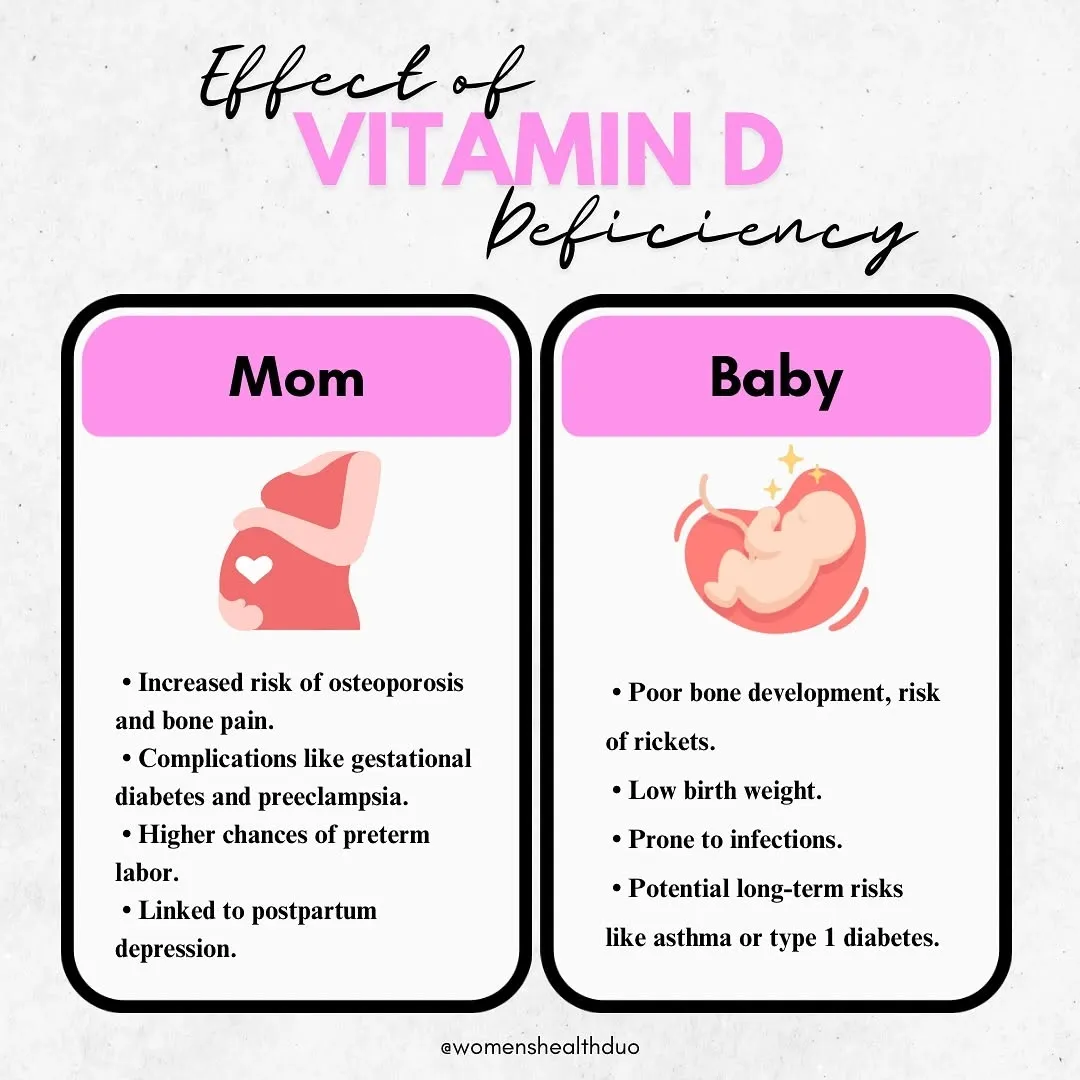 Effect of
VITAMIN D
Deficiency
Mom
• Increased risk of osteoporosis
and bone pain.
• Complications like gestational
diabetes and preeclampsia.
• Higher chances of preterm
labor.
• Linked to postpartum
depression.
Baby
• Poor bone development, risk
of rickets.
• Low birth weight.
• Prone to infections.
• Potential long-term risks
like asthma or type 1 diabetes.
@womenshealthduo